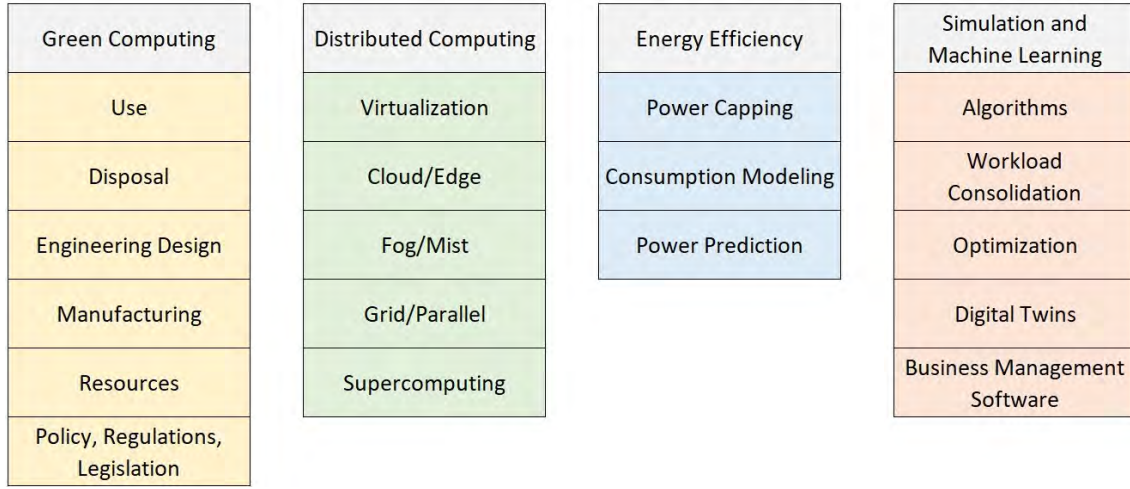 Green Computing
Use
Disposal
Engineering Design
Manufacturing
Resources
Policy, Regulations,
Legislation
Distributed Computing
Virtualization
Cloud/Edge
Fog/Mist
Grid/Parallel
Supercomputing
Energy Efficiency
Power Capping
Consumption Modeling
Power Prediction
Simulation and
Machine Learning
Algorithms
Workload
Consolidation
Optimization
Digital Twins
Business Management
Software